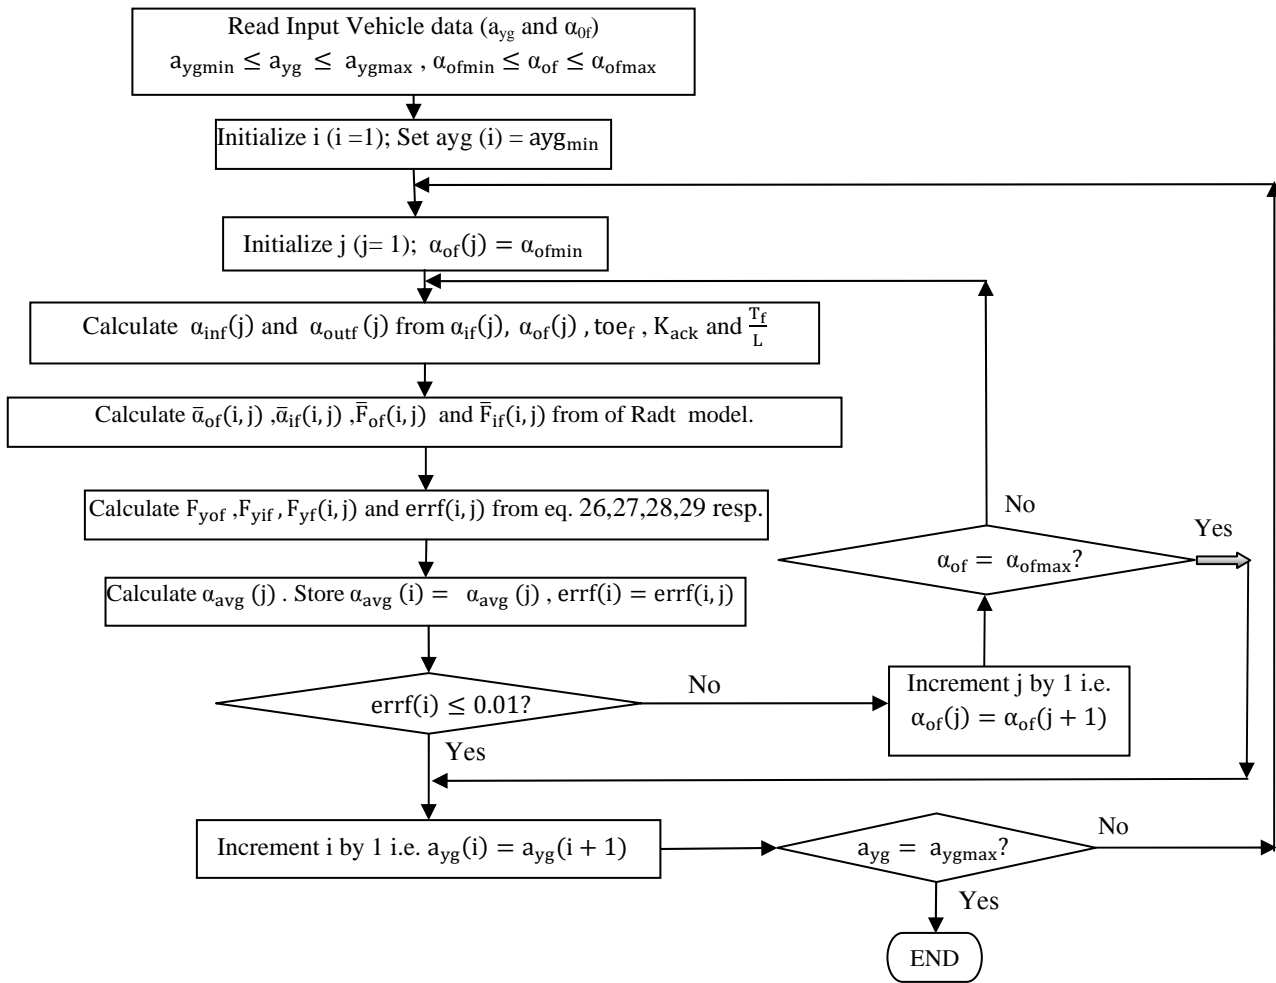 Read Input Vehicle data (a_yg and α_0f)
a_ygmin ≤ a_yg ≤ a_ygmax , α_ofmin ≤ α_of ≤ α_ofmax
Initialize i (i =1); Set ayg (i) = ayg_min
Initialize j (j= 1); α_of(j) = α_ofmin
Calculate α_inf(j) and α_outf (j) from α_if(j), α_of(j) , toe_f , K_ack and T_f/L
Calculate ᾱ_of(i, j) ,ᾱ_if(i, j) ,F̄_of(i, j) and F̄_if(i, j) from of Radt model.
Calculate F_yof ,F_yif , F_yf(i, j) and errf(i, j) from eq. 26,27,28,29 resp.
No
Yes
α_of = α_ofmax?
Calculate α_avg (j) . Store α_avg (i) = α_avg (j) , errf(i) = errf(i, j)
errf(i) ≤ 0.01?
No
Increment j by 1 i.e.
α_of(j) = α_of(j + 1)
Yes
Increment i by 1 i.e. a_yg(i) = a_yg(i + 1)
a_yg = a_ygmax?
No
Yes
END